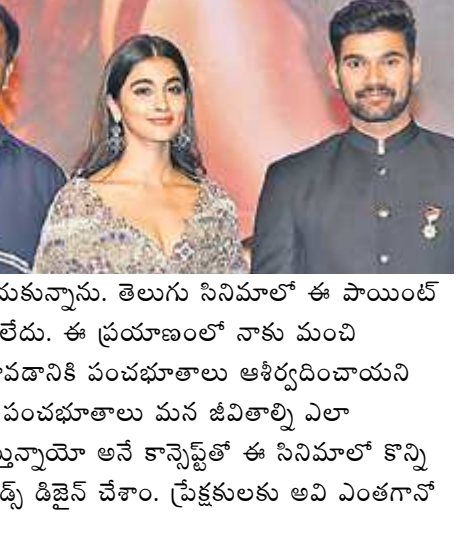 నుకున్నాను. తెలుగు సినిమాలో ఈ పాయింట్
లేదు. ఈ ప్రయాణంలో నాకు మంచి
వడానికి పంచభూతాలు ఆశీర్వదించాయని
పంచభూతాలు మన జీవితాల్ని ఎలా
స్తున్నాయో అనే కాన్సెప్ట్‌తో ఈ సినిమాలో కొన్ని
డ్స్ డిజైన్ చేశాం. ప్రేక్షకులకు అవి ఎంతగానో